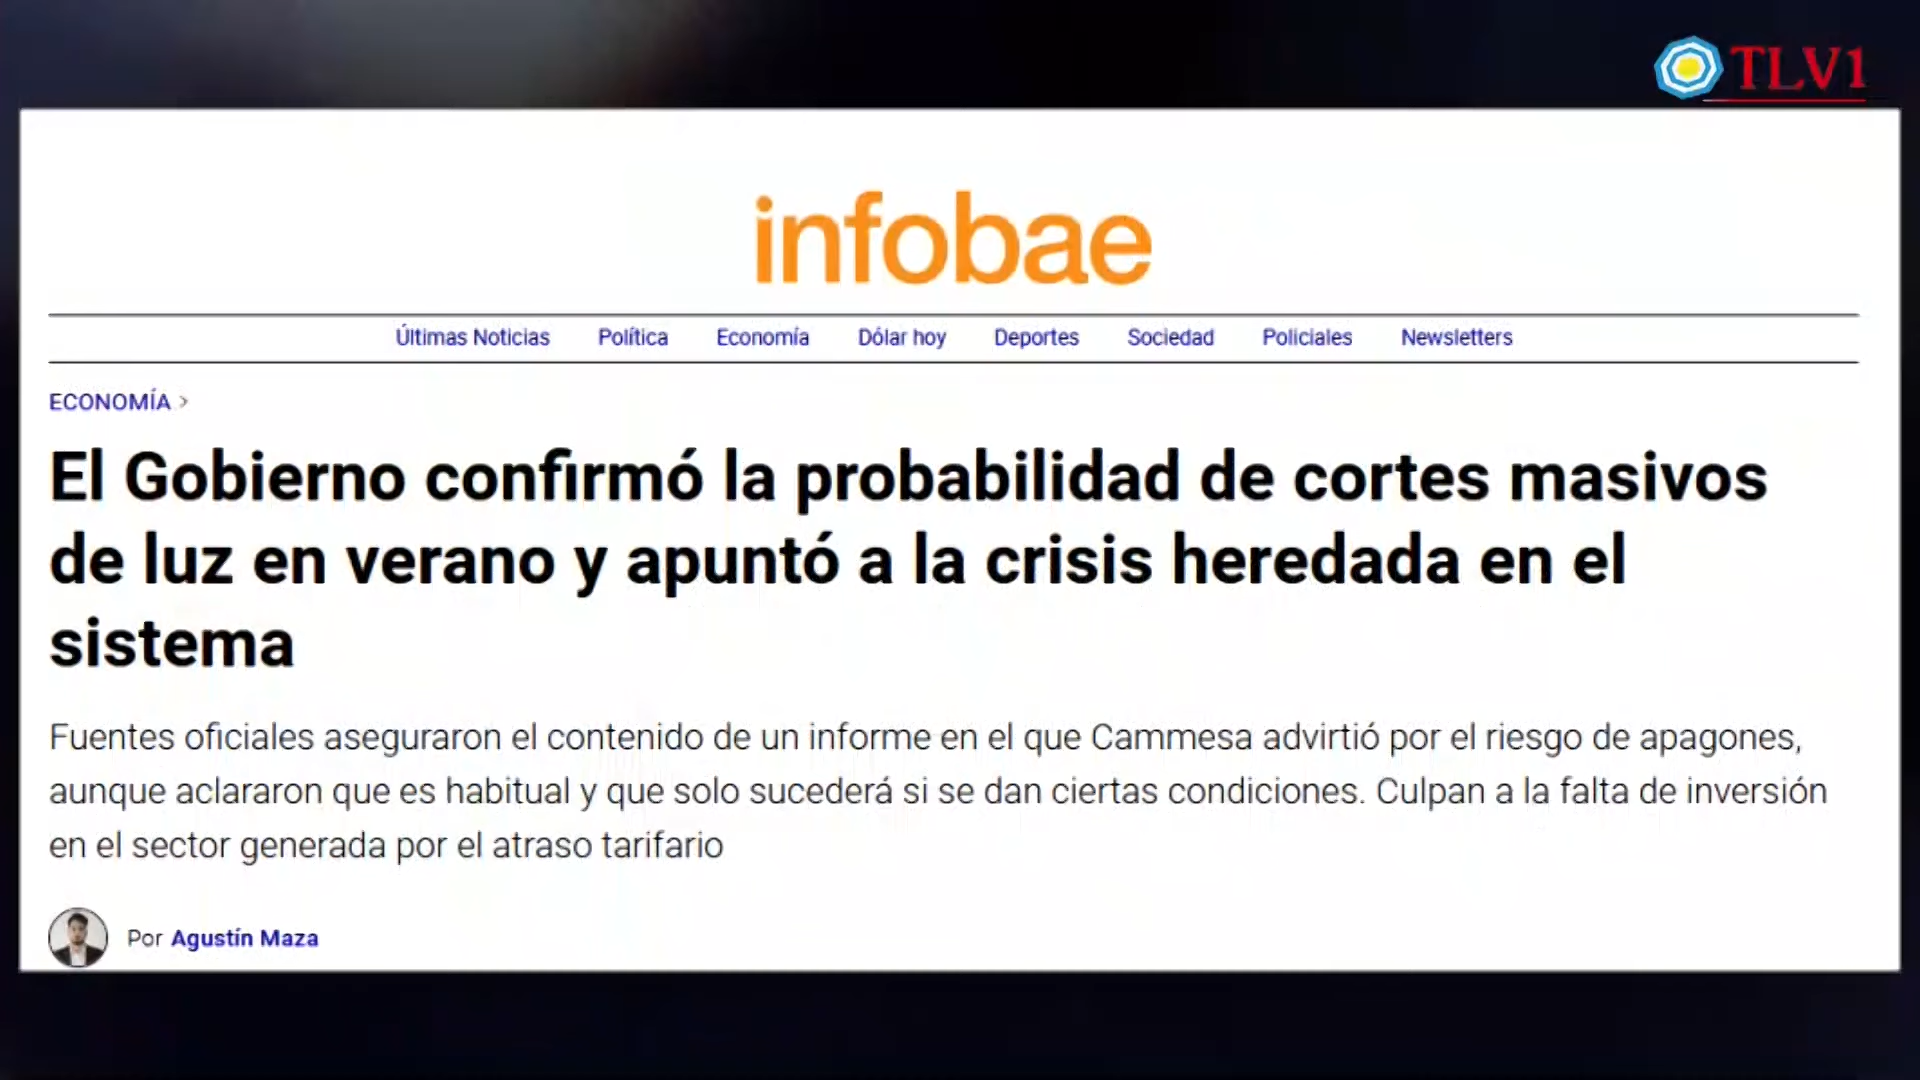 TLV1
infobae
Últimas Noticias Política Economía Dólar hoy Deportes Sociedad Policiales Newsletters
ECONOMÍA >
El Gobierno confirmó la probabilidad de cortes masivos
de luz en verano y apuntó a la crisis heredada en el
sistema
Fuentes oficiales aseguraron el contenido de un informe en el que Cammesa advirtió por el riesgo de apagones,
aunque aclararon que es habitual y que solo sucederá si se dan ciertas condiciones. Culpan a la falta de inversión
en el sector generada por el atraso tarifario
Por Agustín Maza